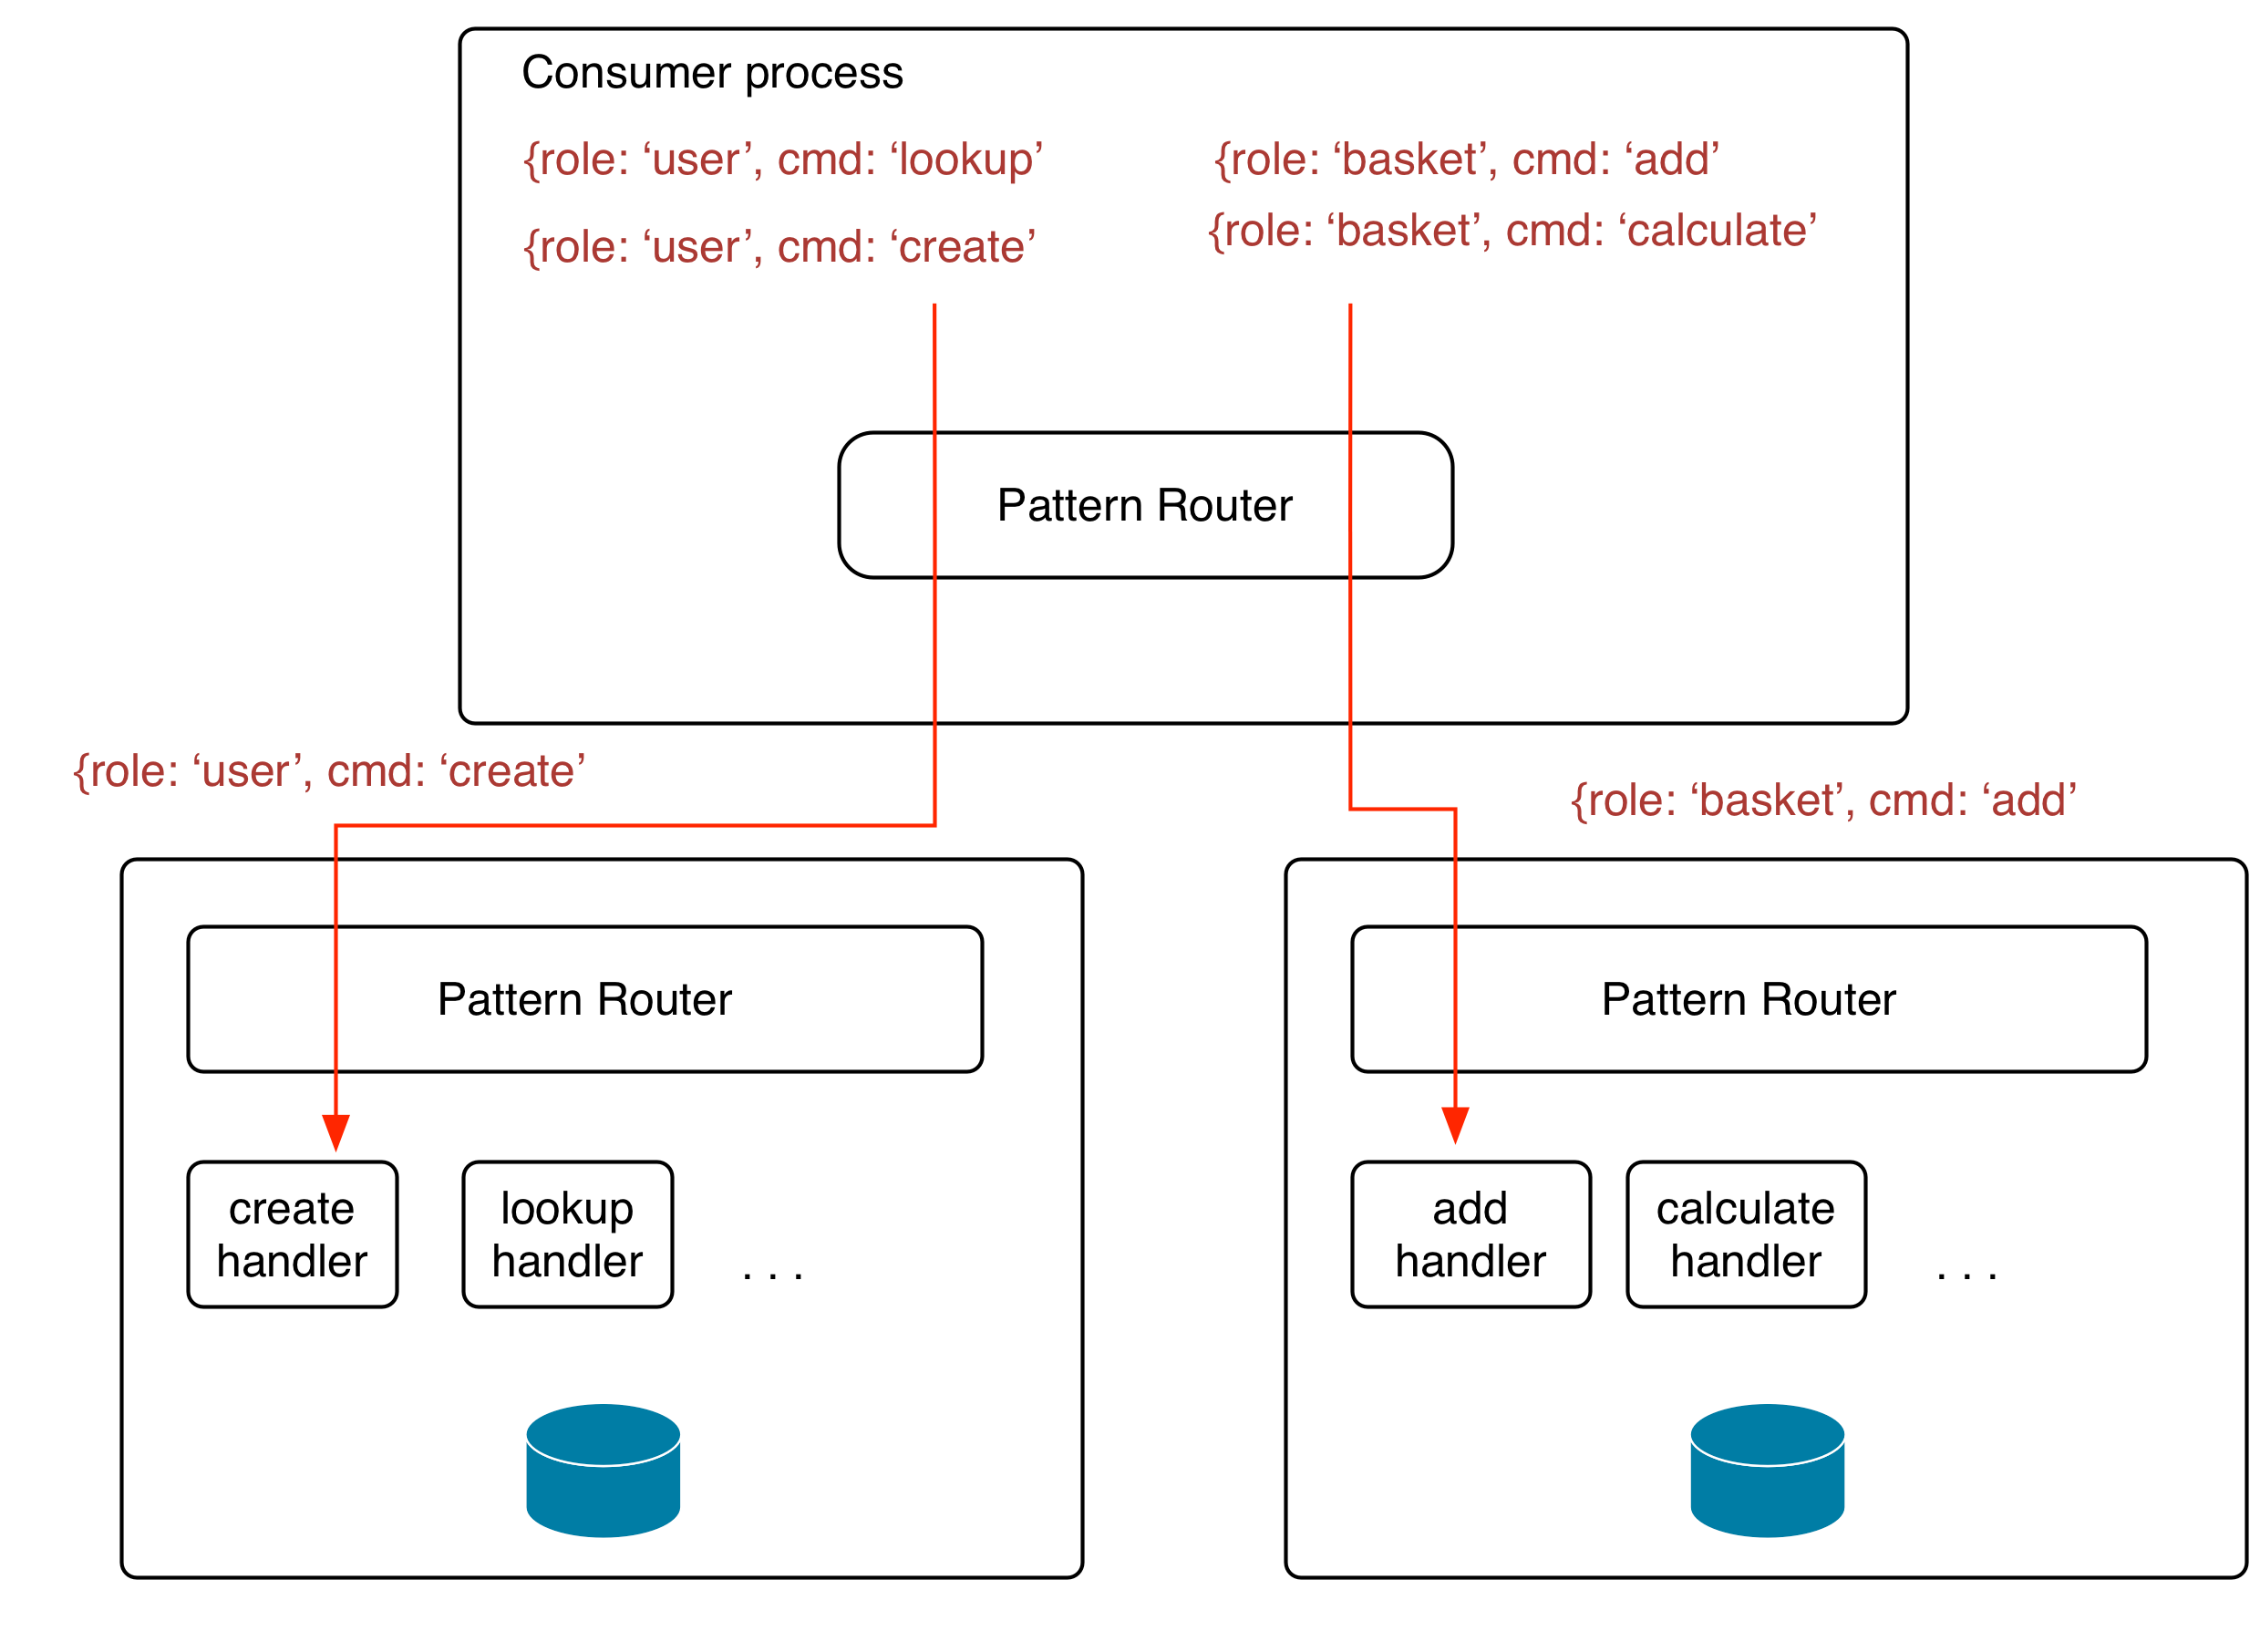 Consumer process
{role: ‘user’, cmd: ‘lookup’
{role: ‘user’, cmd: ‘create’
{role: ‘basket’, cmd: ‘add’
{role: ‘basket’, cmd: ‘calculate’
Pattern Router
{role: ‘user’, cmd: ‘create’
{role: ‘basket’, cmd: ‘add’
Pattern Router
create
handler
lookup
handler
. . .
Pattern Router
add
handler
calculate
handler
. . .